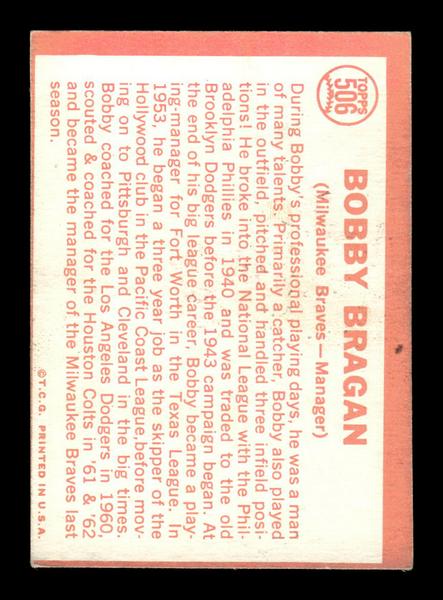 TOPPS
506
BOBBY BRAGAN
(Milwaukee Braves—Manager)
During Bobby's professional playing days, he was a man
of many talents. Primarily a catcher, Bobby also played
in the outfield, pitched and handled three infield posi-
tions! He broke into the National League with the Phil-
adelphia Phillies in 1940 and was traded to the old
Brooklyn Dodgers before the 1943 campaign began. At
the end of his big league career, Bobby became a play-
ing-manager for Fort Worth in the Texas League. In
1953, he began a three year job as the skipper of the
Hollywood club in the Pacific Coast League, before mov-
ing on to Pittsburgh and Cleveland in the big times.
Bobby coached for the Los Angeles Dodgers in 1960,
scouted & coached for the Houston Colts in '61 & '62
and became the manager of the Milwaukee Braves last
season.
©T.C.G. PRINTED IN U.S.A.